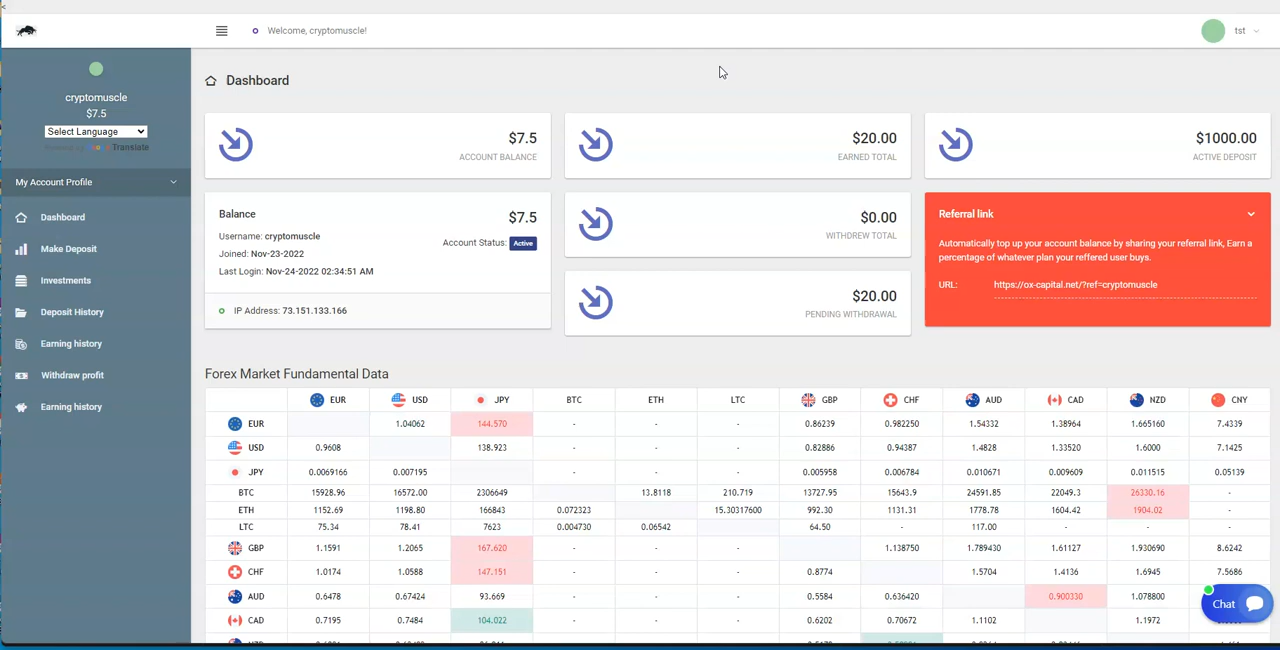 <
Welcome, cryptomuscle!
tst
cryptomuscle
$7.5
Select Language
Translate
My Account Profile
Dashboard
Make Deposit
Investments
Deposit History
Earning history
Withdraw profit
Earning history
Dashboard
$7.5
ACCOUNT BALANCE
$20.00
EARNED TOTAL
$1000.00
ACTIVE DEPOSIT
Balance
$7.5
Username: cryptomuscle
Account Status: Active
Joined: Nov-23-2022
Last Login: Nov-24-2022 02:34:51 AM
IP Address: 73.151.133.166
$0.00
WITHDREW TOTAL
$20.00
PENDING WITHDRAWAL
Referral link
Automatically top up your account balance by sharing your referral link, Earn a
percentage of whatever plan your reffered user buys.
URL: https://ox-capital.net/?ref=cryptomuscle
Forex Market Fundamental Data
EUR USD JPY BTC ETH LTC GBP CHF AUD CAD NZD CNY
EUR 1.04062 144.570 - - - 0.86239 0.982250 1.54332 1.38964 1.665160 7.4339
USD 0.9608 138.923 - - - 0.82886 0.94387 1.4828 1.33520 1.6000 7.1425
JPY 0.0069166 0.007195 - - - 0.005958 0.006784 0.010671 0.009609 0.011515 0.05139
BTC 15928.96 16572.00 2306649 13.8118 210.719 13727.95 15643.9 24591.85 22049.3 26330.16 -
ETH 1152.69 1198.80 166843 0.072323 15.30317600 992.30 1131.31 1778.78 1604.42 1904.02 -
LTC 75.34 78.41 7623 0.004730 0.06542 64.50 - 117.00 - - -
GBP 1.1591 1.2065 167.620 - - - 1.138750 1.789430 1.61127 1.930690 8.6242
CHF 1.0174 1.0588 147.151 - - - 0.8774 1.5704 1.4136 1.6945 7.5686
AUD 0.6478 0.67424 93.669 - - - 0.5584 0.636420 0.900330 1.078800
CAD 0.7195 0.7484 104.022 - - - 0.6202 0.70672 1.1102 1.1972
Chat